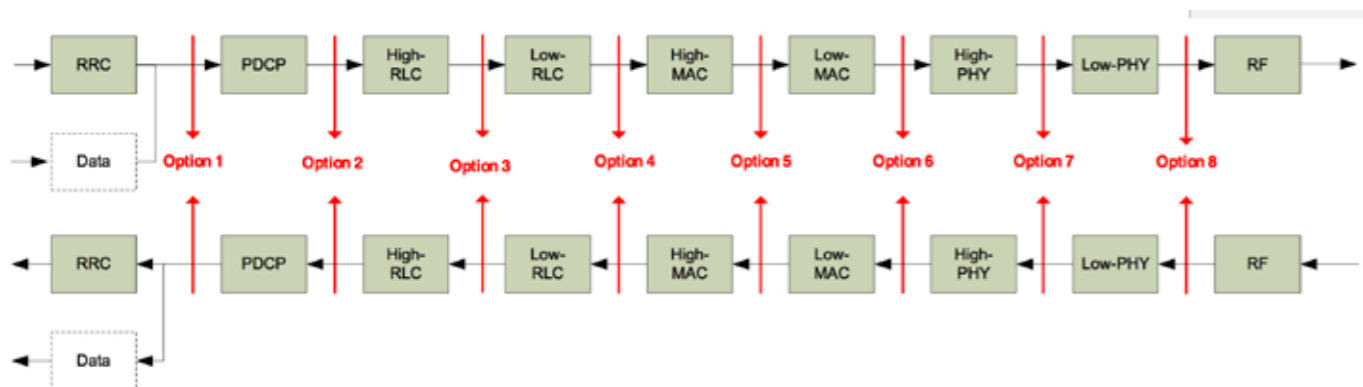 RRC
PDCP
High-
RLC
Low-
RLC
High-
MAC
Low-
MAC
High-
PHY
Low-PHY
RF
Data
Option 1
Option 2
Option 3
Option 4
Option 5
Option 6
Option 7
Option 8
RRC
PDCP
High-
RLC
Low-
RLC
High-
MAC
Low-
MAC
High-
PHY
Low-PHY
RF
Data